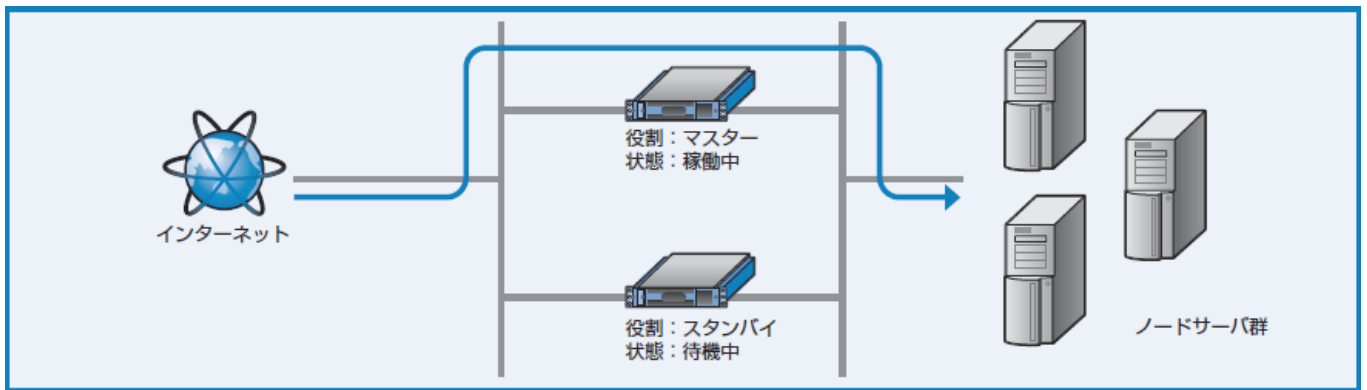 役割：マスター
状態：稼働中
インターネット
役割：スタンバイ
状態：待機中
ノードサーバ群